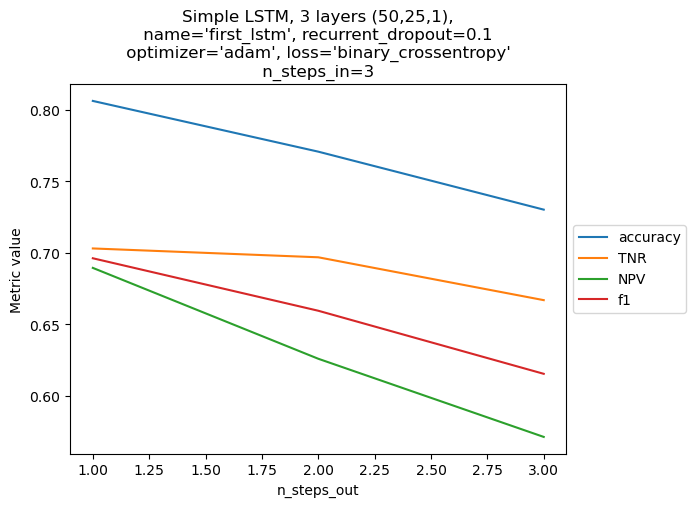 Simple LSTM, 3 layers (50,25,1),
name='first_lstm', recurrent_dropout=0.1
optimizer='adam', loss='binary_crossentropy'
n_steps_in=3
0.80
0.75
0.70
0.65
0.60
Metric value
1.00 1.25 1.50 1.75 2.00 2.25 2.50 2.75 3.00
n_steps_out
accuracy
TNR
NPV
f1